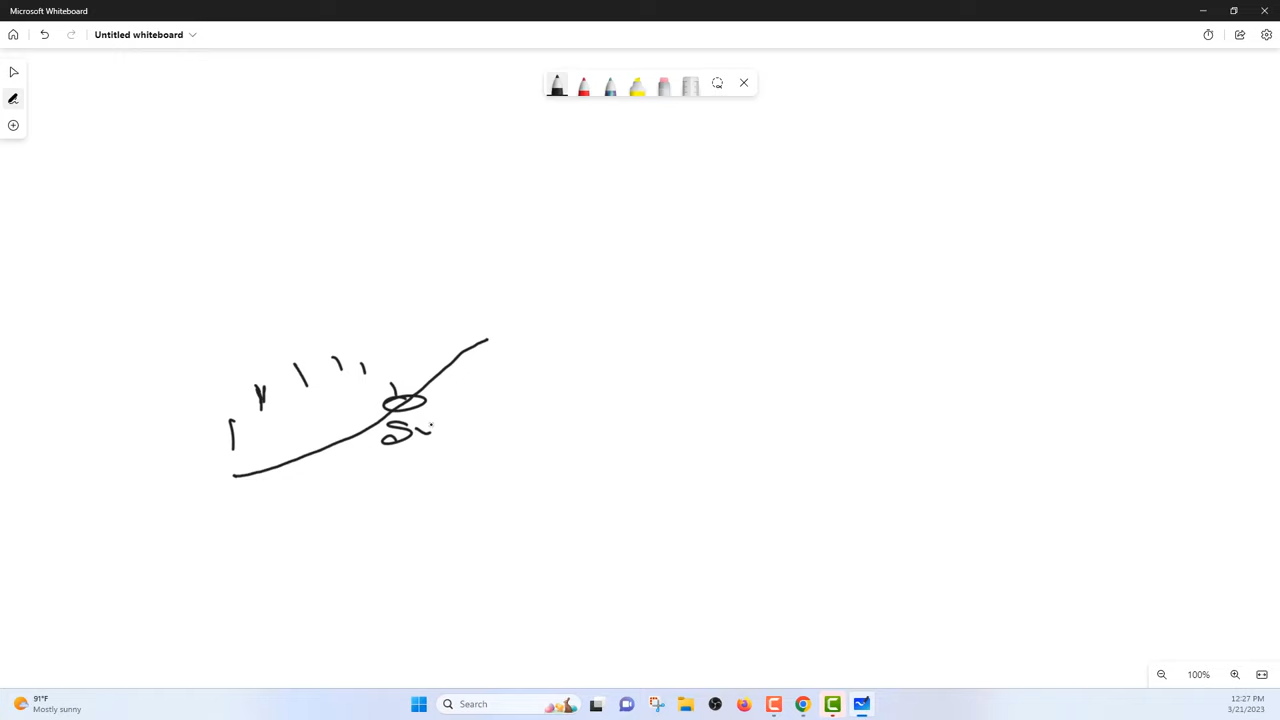 Microsoft Whiteboard
Untitled whiteboard
100%
91°F
Mostly sunny
Search
12:27 PM
3/21/2023